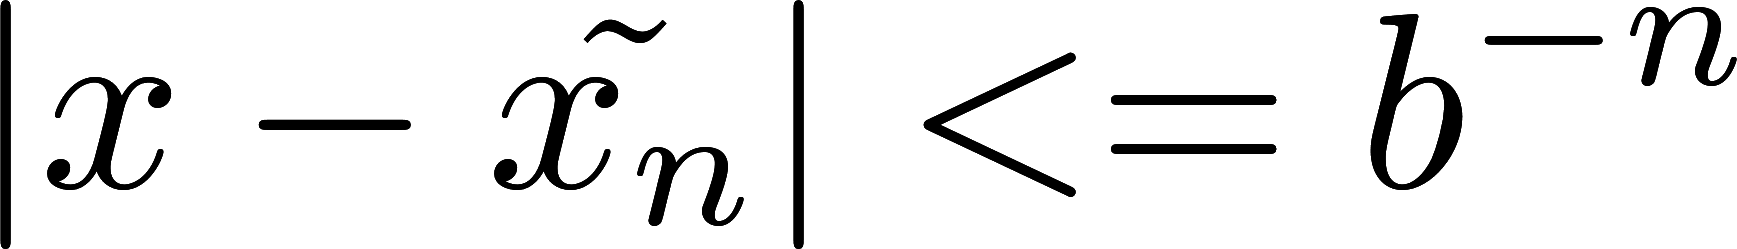 |x − x̃ₙ| <= b⁻ⁿ